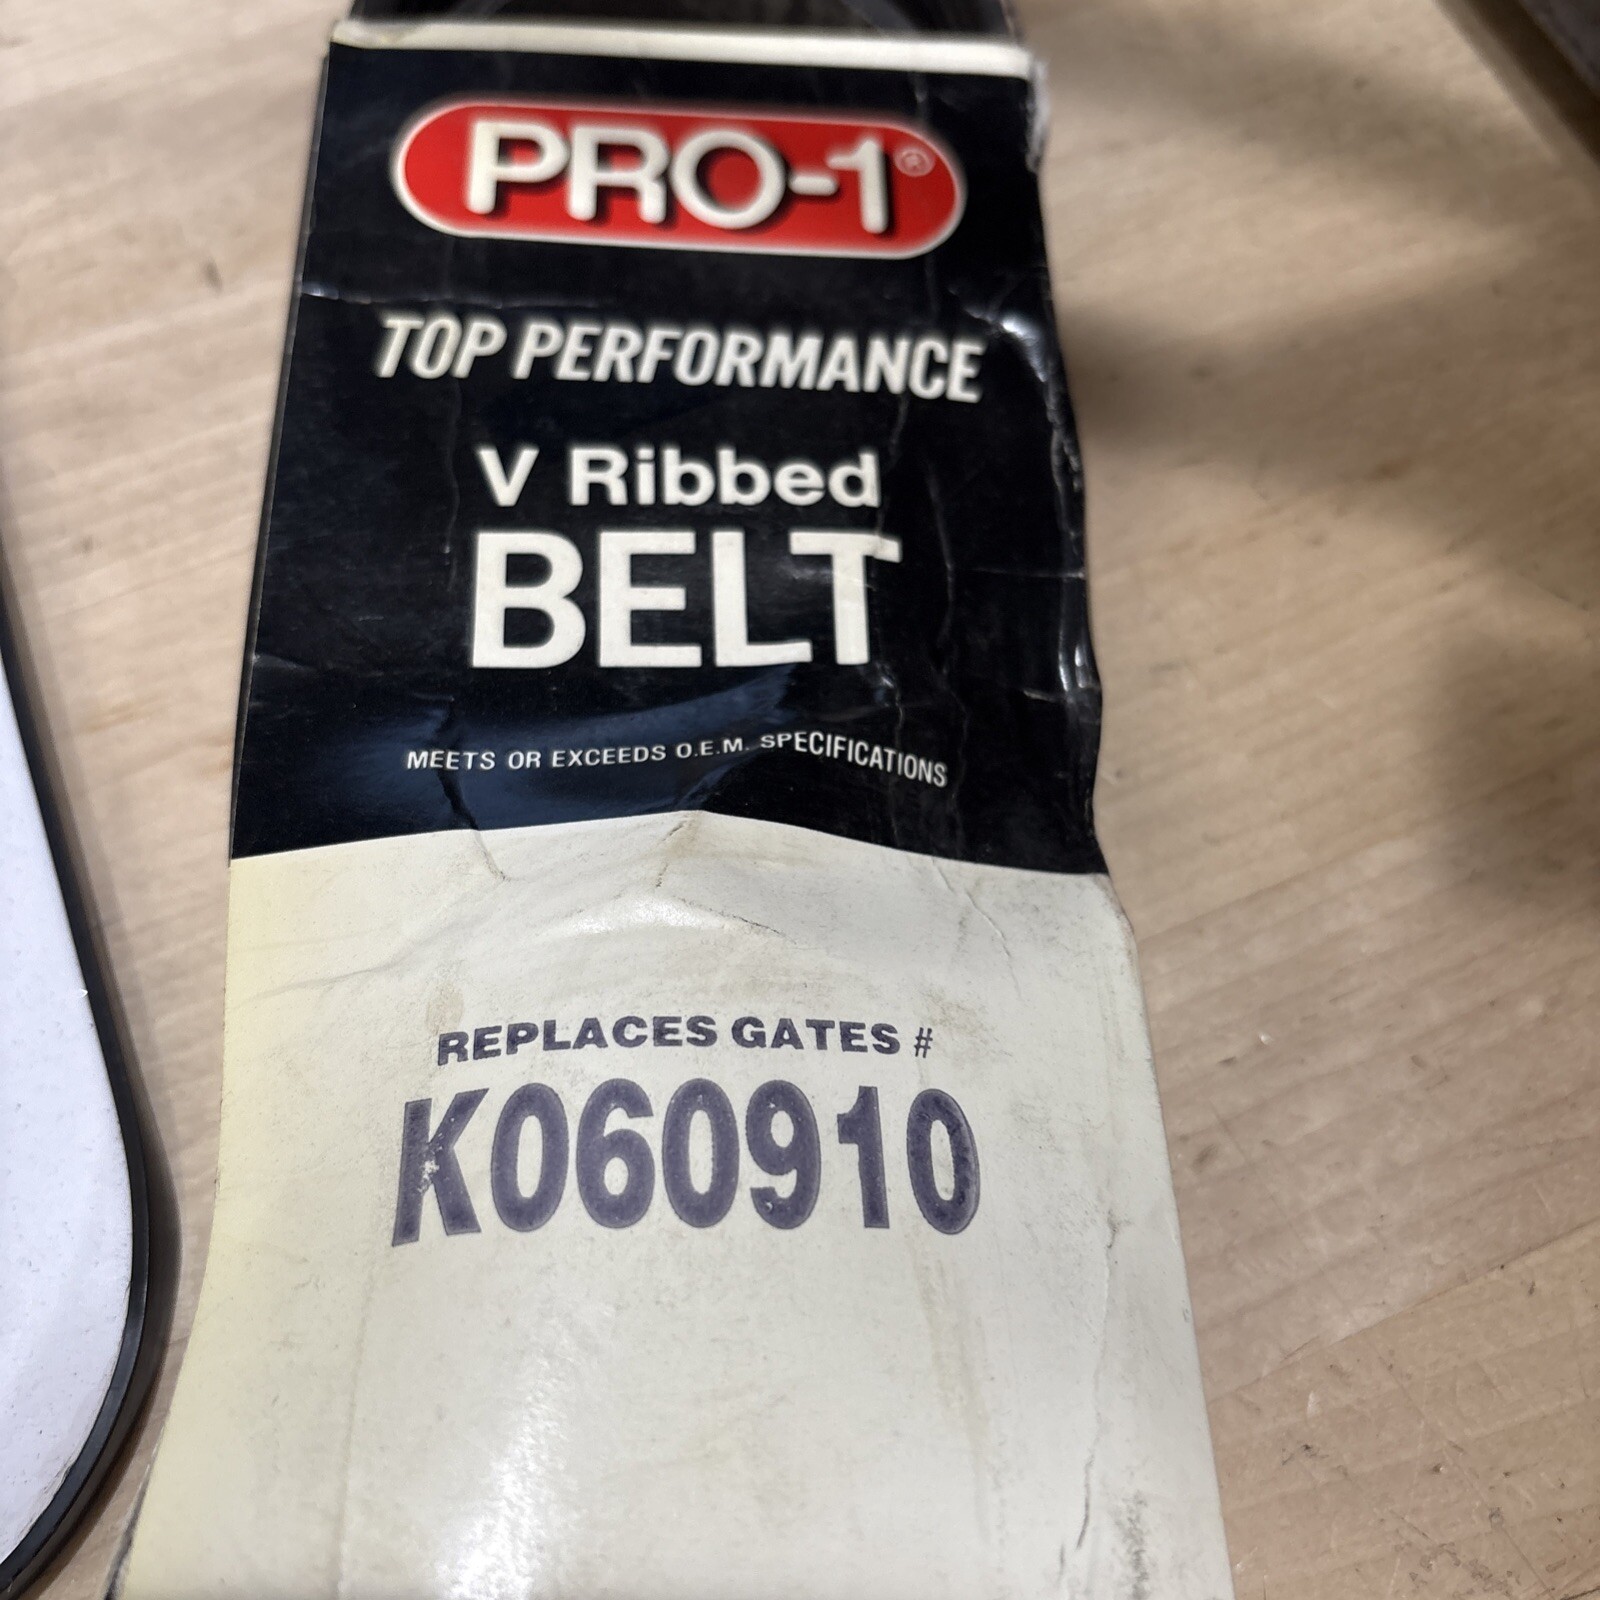 PRO-1®
TOP PERFORMANCE
V Ribbed
BELT
MEETS OR EXCEEDS O.E.M. SPECIFICATIONS
REPLACES GATES #
K060910